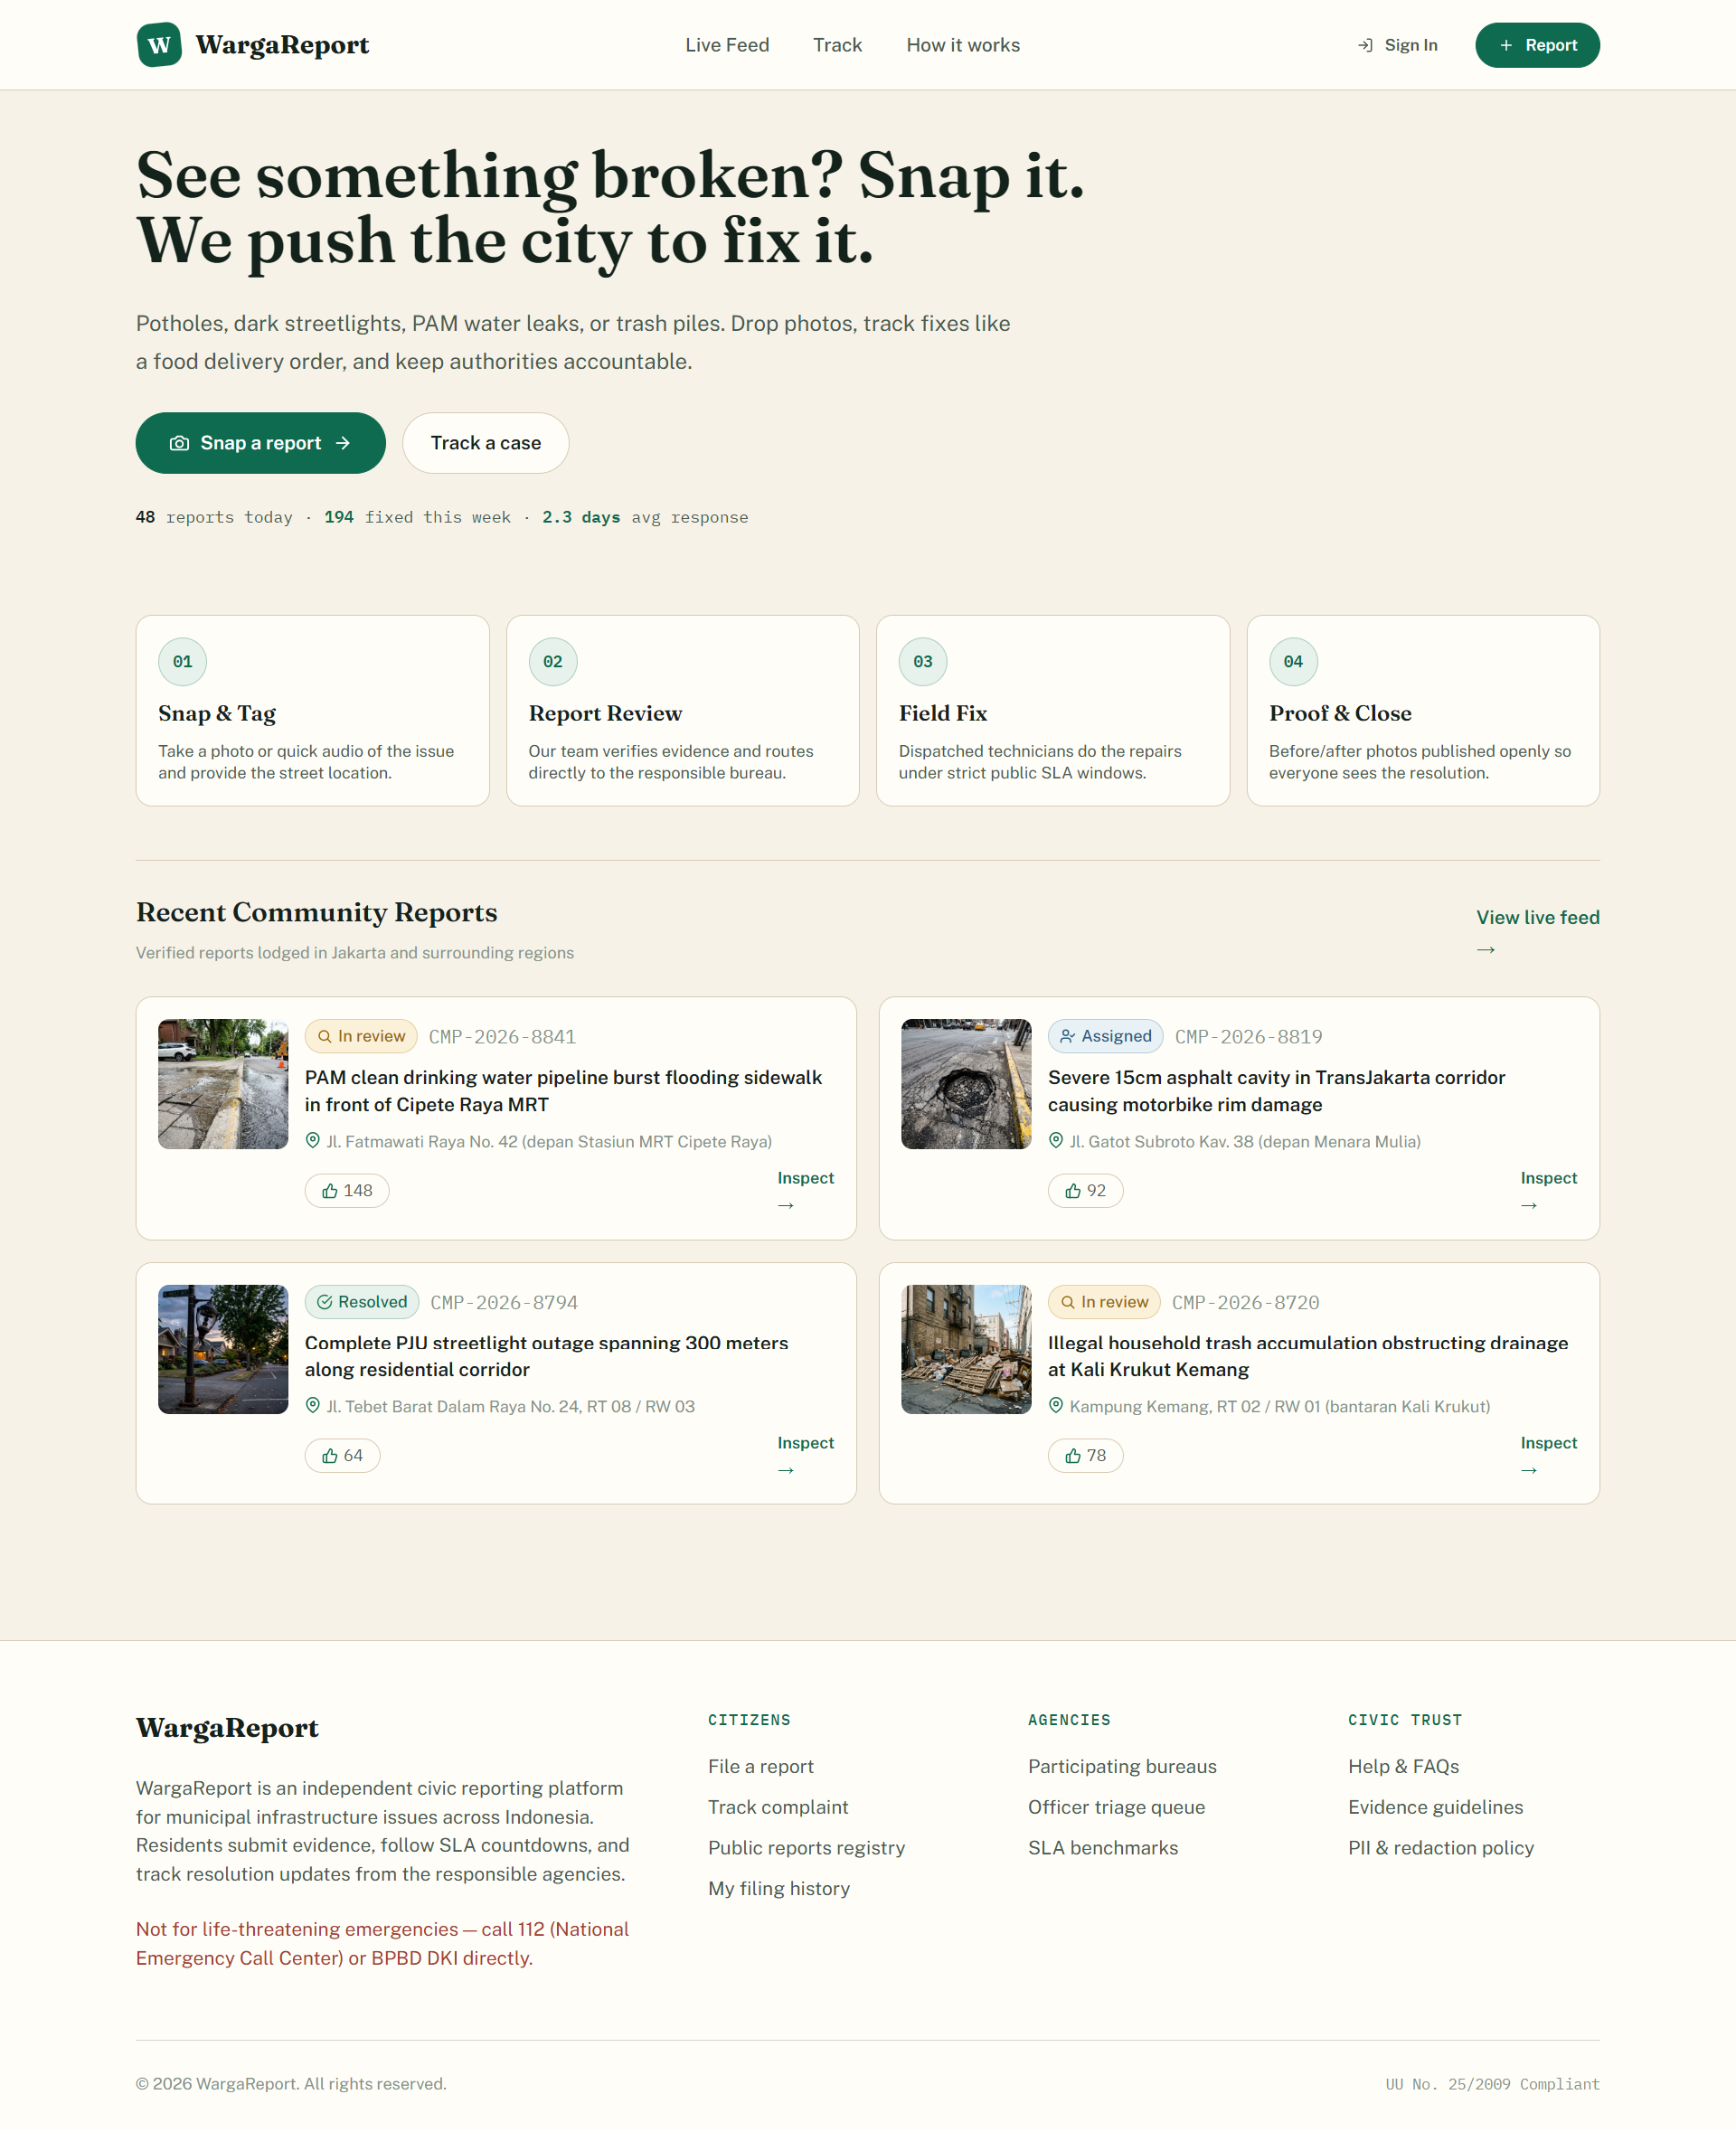 W WargaReport
Live Feed
Track
How it works
Sign In
+ Report
See something broken? Snap it.
We push the city to fix it.
Potholes, dark streetlights, PAM water leaks, or trash piles. Drop photos, track fixes like
a food delivery order, and keep authorities accountable.
Snap a report →
Track a case
48 reports today · 194 fixed this week · 2.3 days avg response
01
Snap & Tag
Take a photo or quick audio of the issue
and provide the street location.
02
Report Review
Our team verifies evidence and routes
directly to the responsible bureau.
03
Field Fix
Dispatched technicians do the repairs
under strict public SLA windows.
04
Proof & Close
Before/after photos published openly so
everyone sees the resolution.
Recent Community Reports
Verified reports lodged in Jakarta and surrounding regions
View live feed
→
In review CMP-2026-8841
PAM clean drinking water pipeline burst flooding sidewalk
in front of Cipete Raya MRT
Jl. Fatmawati Raya No. 42 (depan Stasiun MRT Cipete Raya)
148
Inspect
→
Assigned CMP-2026-8819
Severe 15cm asphalt cavity in TransJakarta corridor
causing motorbike rim damage
Jl. Gatot Subroto Kav. 38 (depan Menara Mulia)
92
Inspect
→
Resolved CMP-2026-8794
Complete PJU streetlight outage spanning 300 meters
along residential corridor
Jl. Tebet Barat Dalam Raya No. 24, RT 08 / RW 03
64
Inspect
→
In review CMP-2026-8720
Illegal household trash accumulation obstructing drainage
at Kali Krukut Kemang
Kampung Kemang, RT 02 / RW 01 (bantaran Kali Krukut)
78
Inspect
→
WargaReport
WargaReport is an independent civic reporting platform
for municipal infrastructure issues across Indonesia.
Residents submit evidence, follow SLA countdowns, and
track resolution updates from the responsible agencies.
Not for life-threatening emergencies — call 112 (National
Emergency Call Center) or BPBD DKI directly.
CITIZENS
File a report
Track complaint
Public reports registry
My filing history
AGENCIES
Participating bureaus
Officer triage queue
SLA benchmarks
CIVIC TRUST
Help & FAQs
Evidence guidelines
PII & redaction policy
© 2026 WargaReport. All rights reserved.
UU No. 25/2009 Compliant